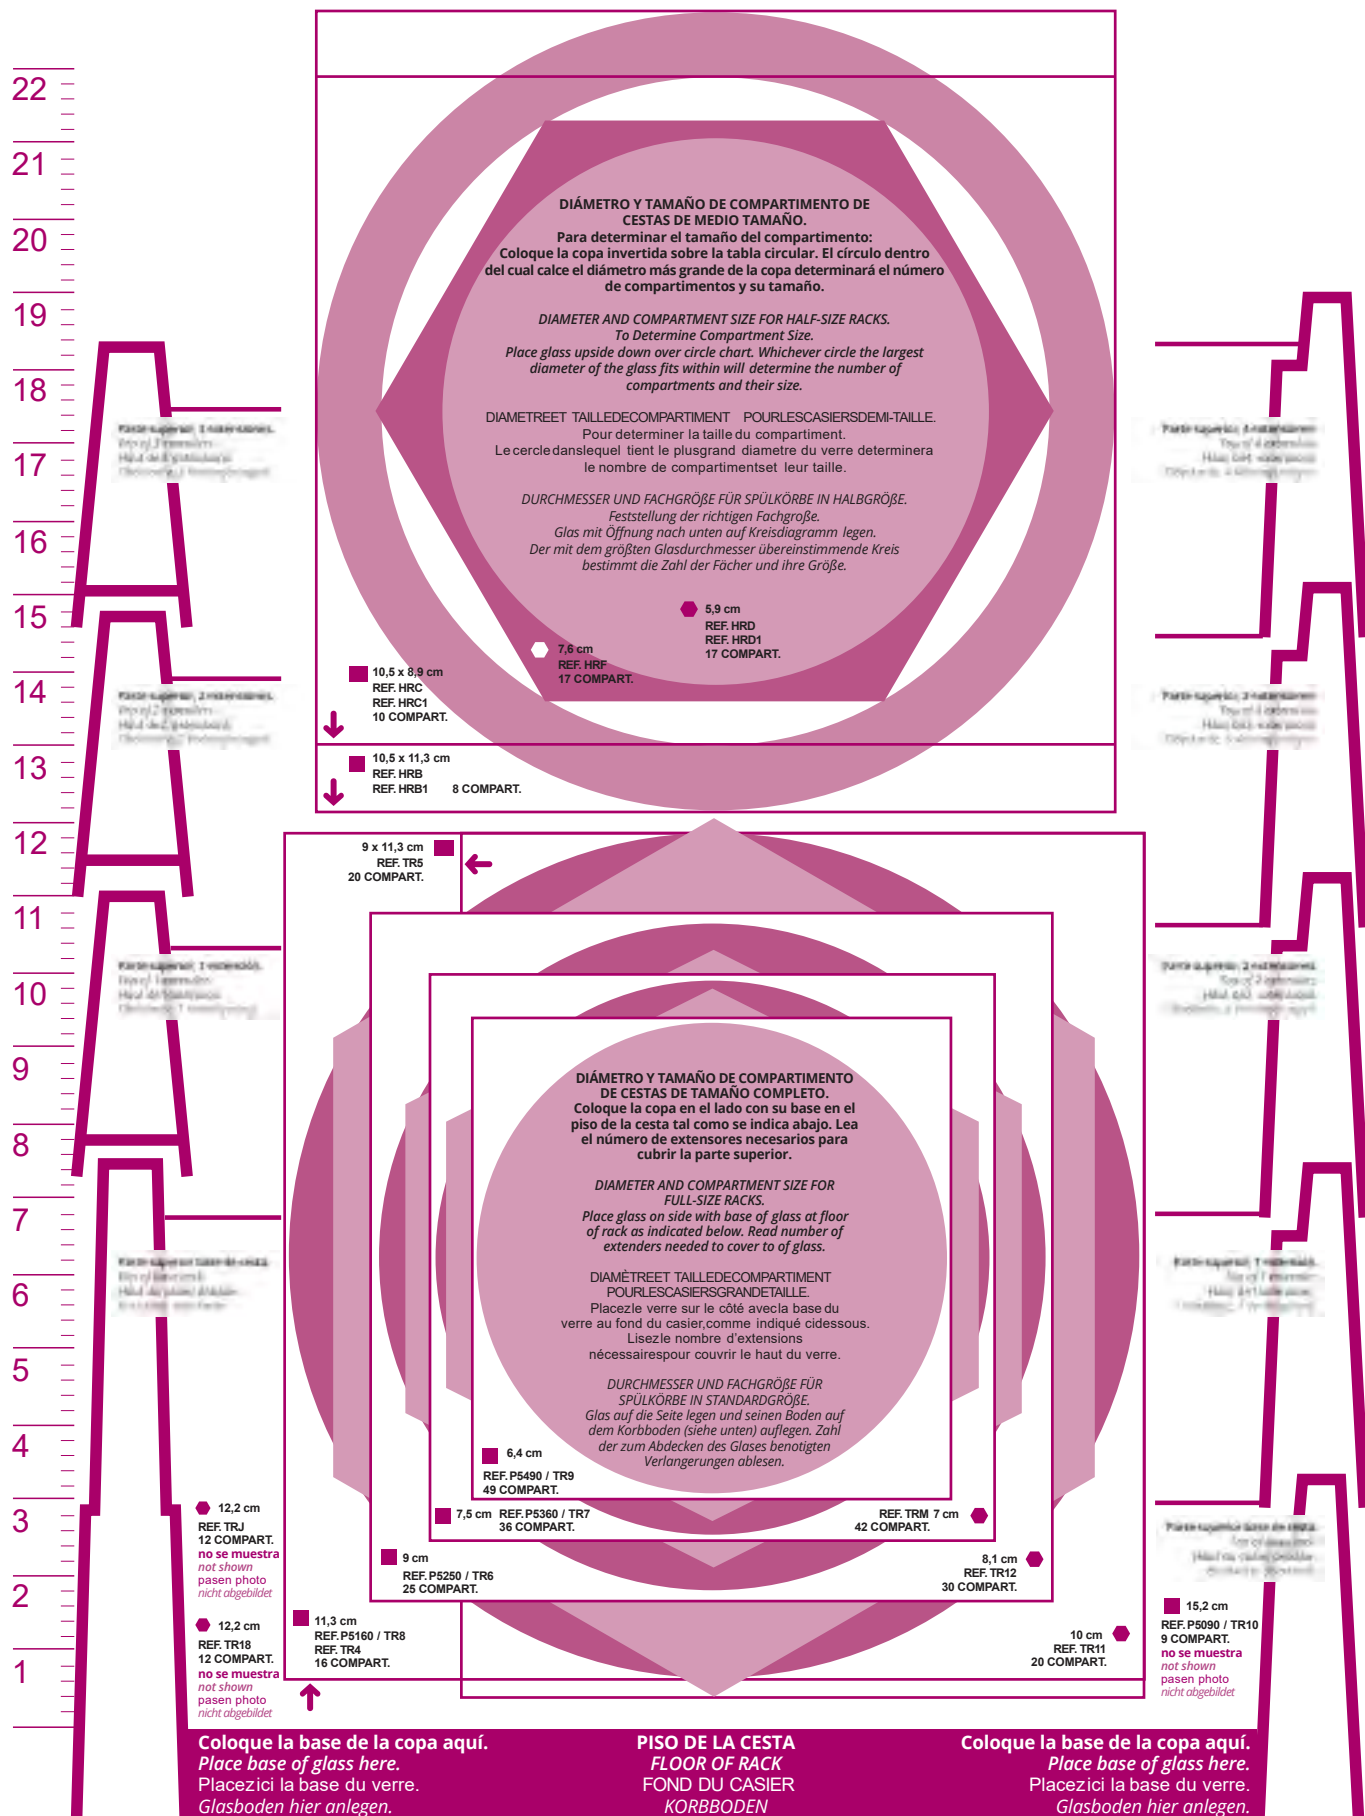 22
21
20
19
18
17
16
15
14
13
12
11
10
9
8
7
6
5
4
3
2
1
DIÁMETRO Y TAMAÑO DE COMPARTIMENTO DE
CESTAS DE MEDIO TAMAÑO.
Para determinar el tamaño del compartimento:
Coloque la copa invertida sobre la tabla circular. El círculo dentro
del cual calce el diámetro más grande de la copa determinará el número
de compartimentos y su tamaño.
DIAMETER AND COMPARTMENT SIZE FOR HALF-SIZE RACKS.
To Determine Compartment Size.
Place glass upside down over circle chart. Whichever circle the largest
diameter of the glass fits within will determine the number of
compartments and their size.
DIAMETREET TAILLEDECOMPARTIMENT POURLESCASIERSDEMI-TAILLE.
Pour determiner la taille du compartiment.
Le cercle danslequel tient le plusgrand diametre du verre determinera
le nombre de compartimentset leur taille.
DURCHMESSER UND FACHGRÖßE FÜR SPÜLKÖRBE IN HALBGRÖßE.
Feststellung der richtigen Fachgroße.
Glas mit Öffnung nach unten auf Kreisdiagramm legen.
Der mit dem größten Glasdurchmesser übereinstimmende Kreis
bestimmt die Zahl der Fächer und ihre Größe.
5,9 cm
REF. HRD
REF. HRD1
17 COMPART.
7,6 cm
REF. HRF
17 COMPART.
10,5 x 8,9 cm
REF. HRC
REF. HRC1
10 COMPART.
10,5 x 11,3 cm
REF. HRB
REF. HRB1 8 COMPART.
9 x 11,3 cm
REF. TR5
20 COMPART.
DIÁMETRO Y TAMAÑO DE COMPARTIMENTO
DE CESTAS DE TAMAÑO COMPLETO.
Coloque la copa en el lado con su base en el
piso de la cesta tal como se indica abajo. Lea
el número de extensores necesarios para
cubrir la parte superior.
DIAMETER AND COMPARTMENT SIZE FOR
FULL-SIZE RACKS.
Place glass on side with base of glass at floor
of rack as indicated below. Read number of
extenders needed to cover to of glass.
DIAMÈTREET TAILLEDECOMPARTIMENT
POURLESCASIERSGRANDETAILLE.
Placezle verre sur le côté avecla base du
verre au fond du casier,comme indiqué cidessous.
Lisezle nombre d'extensions
nécessairespour couvrir le haut du verre.
DURCHMESSER UND FACHGRÖßE FÜR
SPÜLKÖRBE IN STANDARDGRÖßE.
Glas auf die Seite legen und seinen Boden auf
dem Korbboden (siehe unten) auflegen. Zahl
der zum Abdecken des Glases benotigten
Verlangerungen ablesen.
6,4 cm
REF. P5490 / TR9
49 COMPART.
7,5 cm REF. P5360 / TR7
36 COMPART.
REF. TRM 7 cm
42 COMPART.
9 cm
REF. P5250 / TR6
25 COMPART.
8,1 cm
REF. TR12
30 COMPART.
11,3 cm
REF. P5160 / TR8
REF. TR4
16 COMPART.
10 cm
REF. TR11
20 COMPART.
12,2 cm
REF. TRJ
12 COMPART.
no se muestra
not shown
pasen photo
nicht abgebildet
12,2 cm
REF. TR18
12 COMPART.
no se muestra
not shown
pasen photo
nicht abgebildet
15,2 cm
REF. P5090 / TR10
9 COMPART.
no se muestra
not shown
pasen photo
nicht abgebildet
Coloque la base de la copa aquí.
Place base of glass here.
Placezici la base du verre.
Glasboden hier anlegen.
PISO DE LA CESTA
FLOOR OF RACK
FOND DU CASIER
KORBBODEN
Coloque la base de la copa aquí.
Place base of glass here.
Placezici la base du verre.
Glasboden hier anlegen.